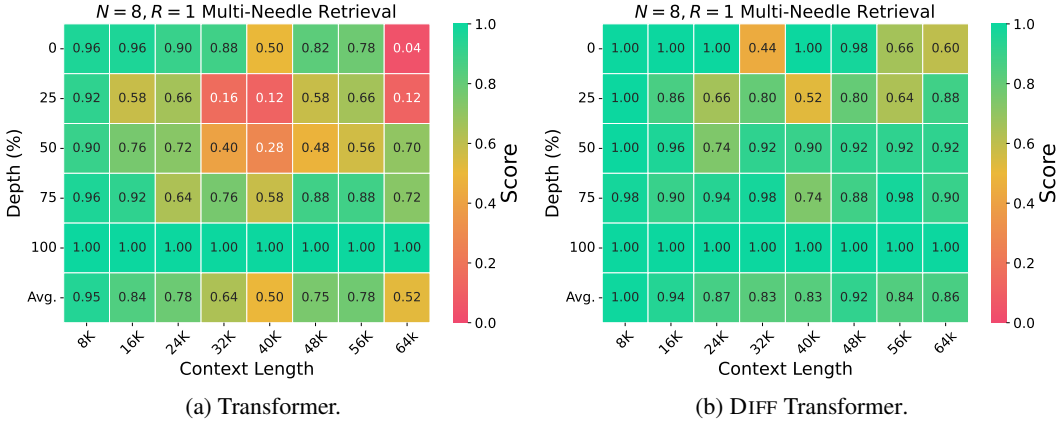 N = 8, R = 1 Multi-Needle Retrieval
0 0.96 0.96 0.90 0.88 0.50 0.82 0.78 0.04
25 0.92 0.58 0.66 0.16 0.12 0.58 0.66 0.12
50 0.90 0.76 0.72 0.40 0.28 0.48 0.56 0.70
75 0.96 0.92 0.64 0.76 0.58 0.88 0.88 0.72
100 1.00 1.00 1.00 1.00 1.00 1.00 1.00 1.00
Avg. 0.95 0.84 0.78 0.64 0.50 0.75 0.78 0.52
8K 16K 24K 32K 40K 48K 56K 64k
Depth (%)
Context Length
1.0
0.8
0.6
0.4
0.2
0.0
Score
(a) Transformer.
N = 8, R = 1 Multi-Needle Retrieval
0 1.00 1.00 1.00 0.44 1.00 0.98 0.66 0.60
25 1.00 0.86 0.66 0.80 0.52 0.80 0.64 0.88
50 1.00 0.96 0.74 0.92 0.90 0.92 0.92 0.92
75 0.98 0.90 0.94 0.98 0.74 0.88 0.98 0.90
100 1.00 1.00 1.00 1.00 1.00 1.00 1.00 1.00
Avg. 1.00 0.94 0.87 0.83 0.83 0.92 0.84 0.86
8K 16K 24K 32K 40K 48K 56K 64k
Depth (%)
Context Length
1.0
0.8
0.6
0.4
0.2
0.0
Score
(b) DIFF Transformer.